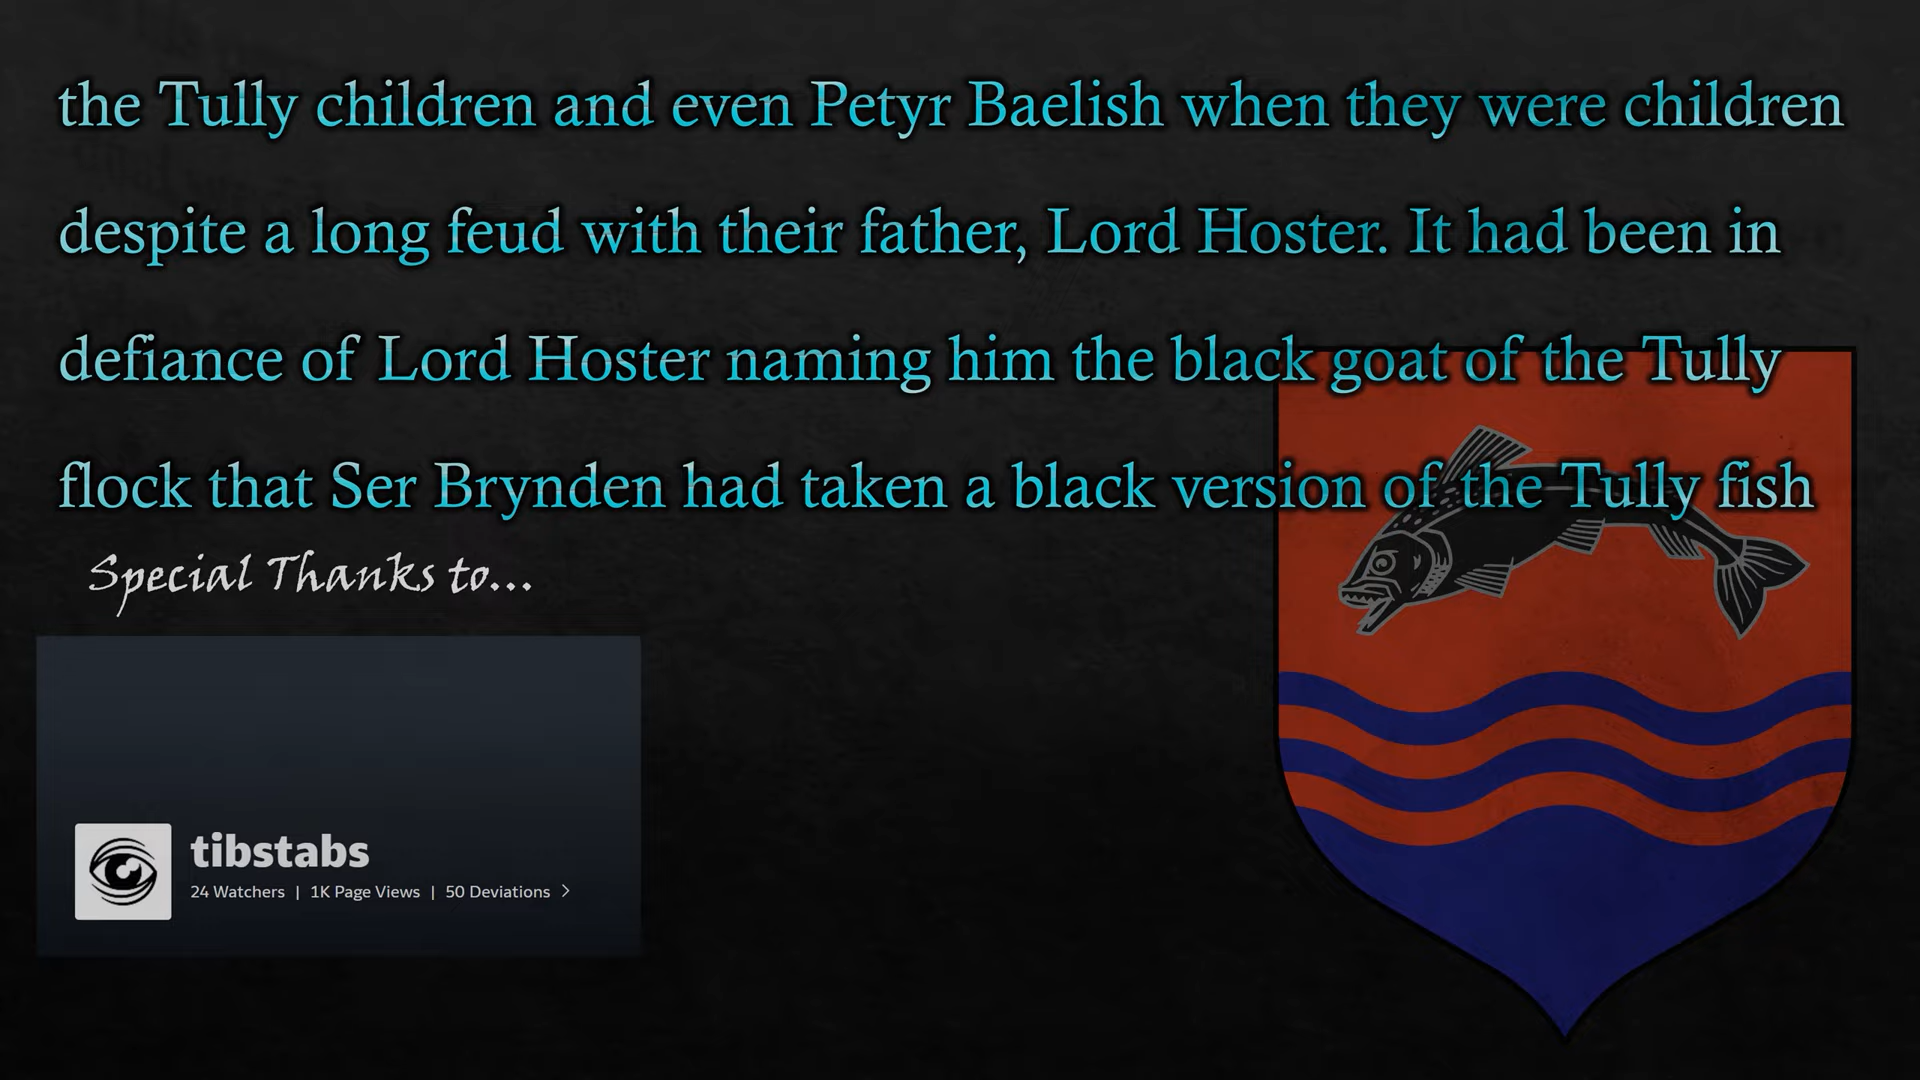 the Tully children and even Petyr Baelish when they were children
despite a long feud with their father, Lord Hoster. It had been in
defiance of Lord Hoster naming him the black goat of the Tully
flock that Ser Brynden had taken a black version of the Tully fish
Special Thanks to...
tibstabs
24 Watchers | 1K Page Views | 50 Deviations >